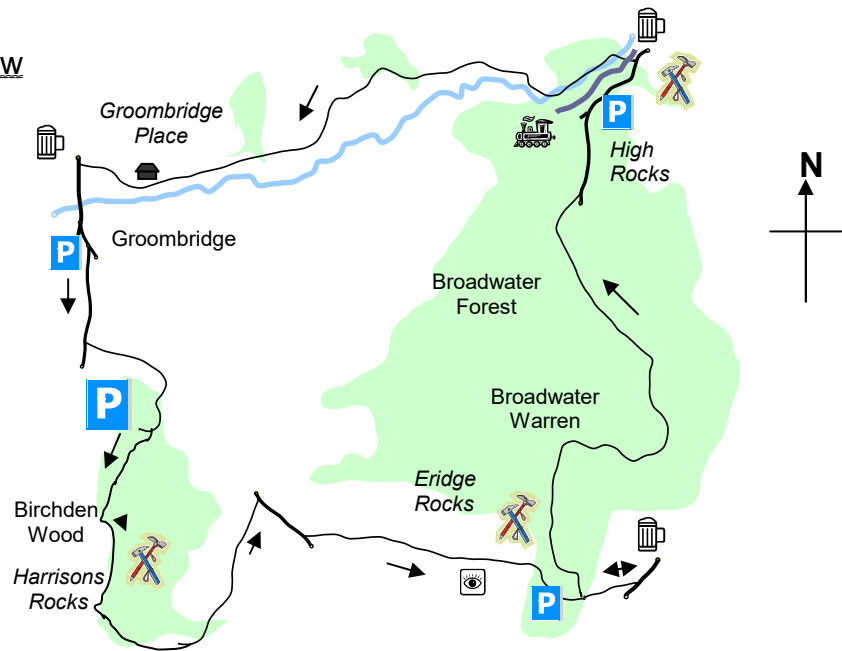 w
Groombridge
Place
P
High
Rocks
N
P
Groombridge
Broadwater
Forest
P
Broadwater
Warren
Eridge
Rocks
Birchden
Wood
Harrisons
Rocks
P